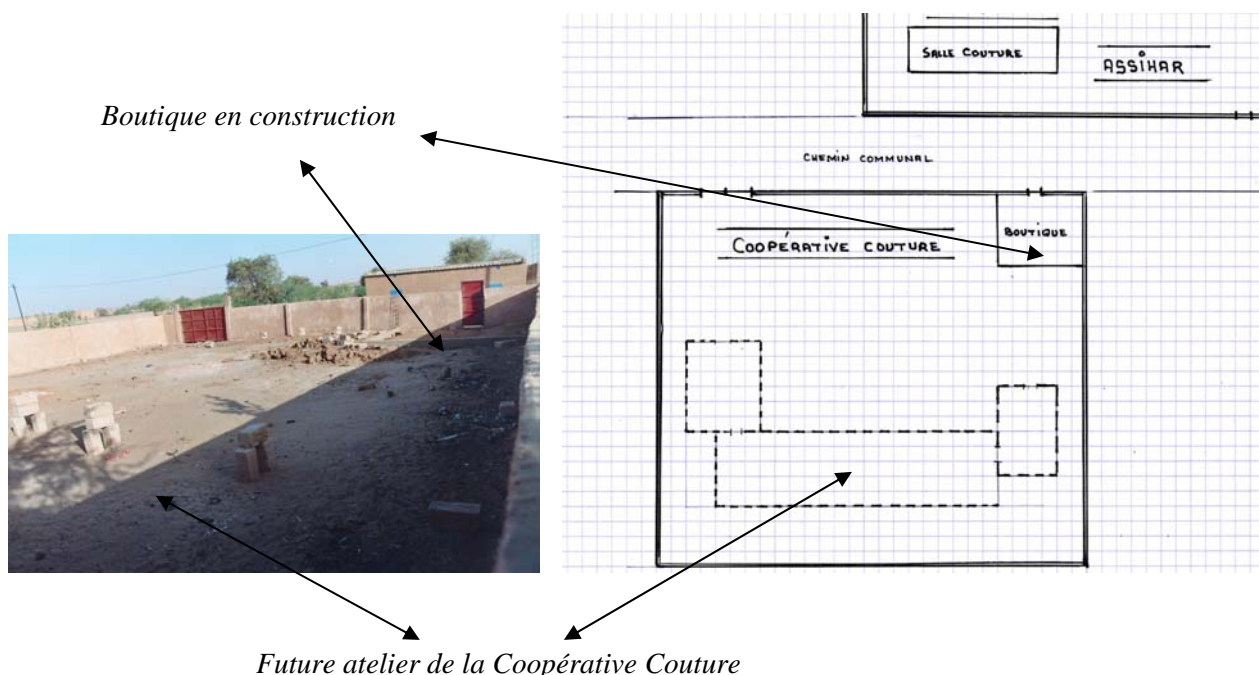 SALLE COUTURE
ASSIHAR
Boutique en construction
CHEMIN COMMUNAL
BOUTIQUE
COOPÉRATIVE COUTURE
Future atelier de la Coopérative Couture